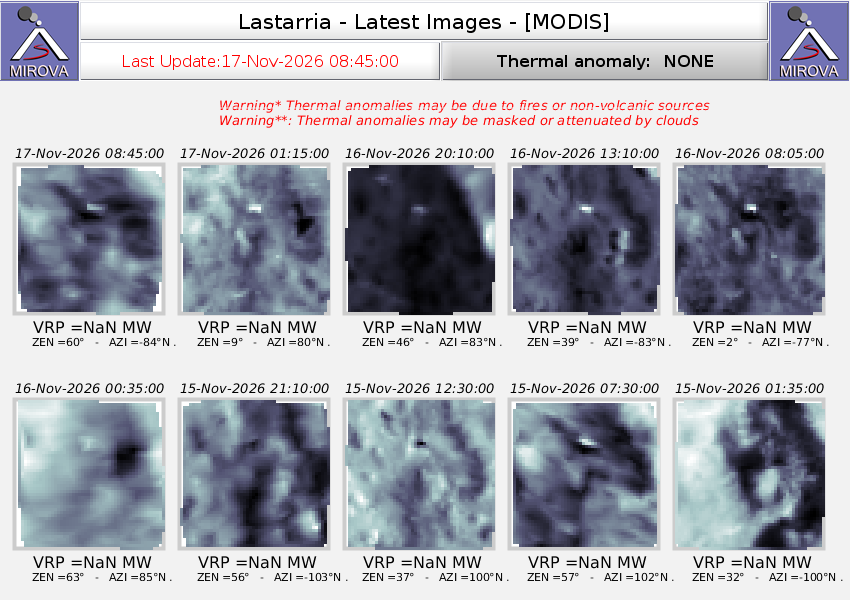 Lastarria - Latest Images - [MODIS]
MIROVA
MIROVA
Last Update:17-Nov-2026 08:45:00
Thermal anomaly: NONE
Warning* Thermal anomalies may be due to fires or non-volcanic sources
Warning**: Thermal anomalies may be masked or attenuated by clouds
17-Nov-2026 08:45:00 17-Nov-2026 01:15:00 16-Nov-2026 20:10:00 16-Nov-2026 13:10:00 16-Nov-2026 08:05:00
VRP =NaN MW VRP =NaN MW VRP =NaN MW VRP =NaN MW VRP =NaN MW
ZEN =60° - AZI =-84°N . ZEN =9° - AZI =80°N . ZEN =46° - AZI =83°N . ZEN =39° - AZI =-83°N . ZEN =2° - AZI =-77°N .
16-Nov-2026 00:35:00 15-Nov-2026 21:10:00 15-Nov-2026 12:30:00 15-Nov-2026 07:30:00 15-Nov-2026 01:35:00
VRP =NaN MW VRP =NaN MW VRP =NaN MW VRP =NaN MW VRP =NaN MW
ZEN =63° - AZI =85°N . ZEN =56° - AZI =-103°N . ZEN =37° - AZI =100°N . ZEN =57° - AZI =102°N . ZEN =32° - AZI =-100°N .